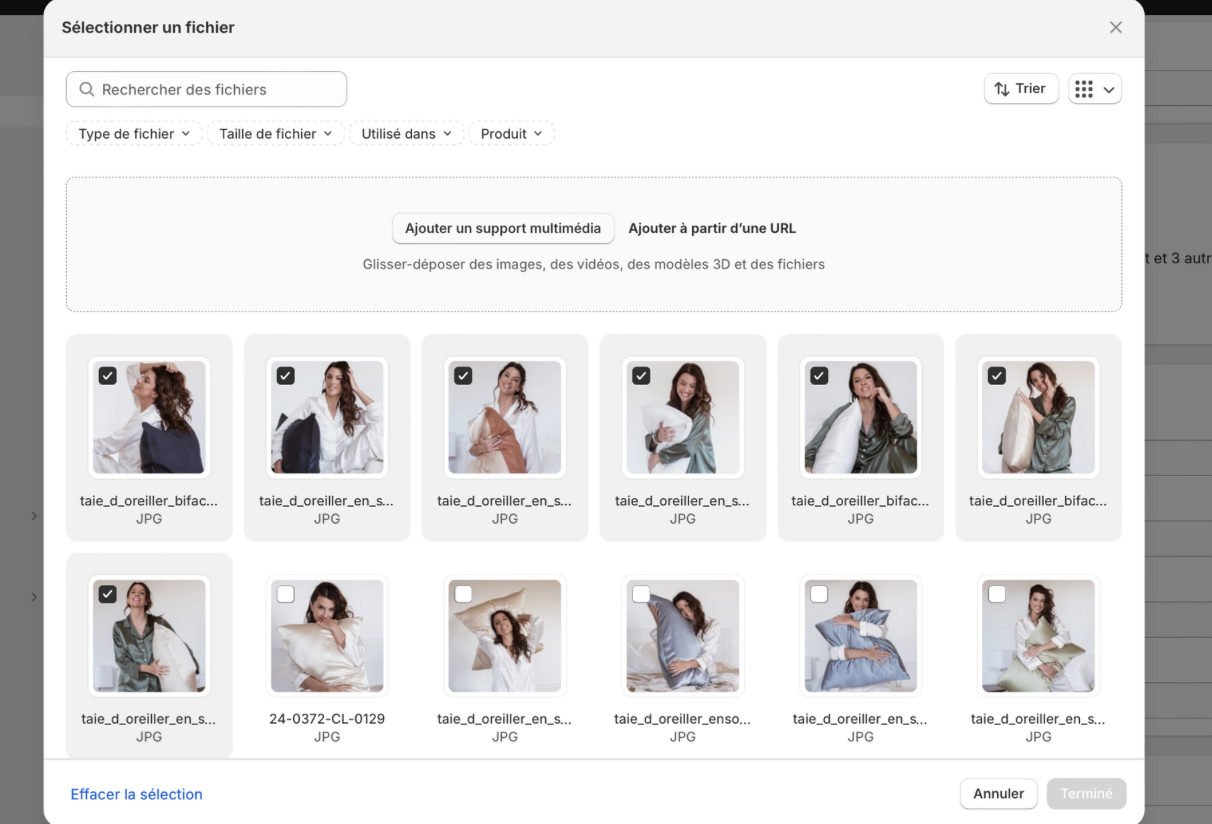 Sélectionner un fichier
Rechercher des fichiers
Trier
Type de fichier
Taille de fichier
Utilisé dans
Produit
Ajouter un support multimédia
Ajouter à partir d’une URL
Glisser-déposer des images, des vidéos, des modèles 3D et des fichiers
t et 3 autr
taie_d_oreiller_bifac...
taie_d_oreiller_en_s...
taie_d_oreiller_en_s...
taie_d_oreiller_en_s...
taie_d_oreiller_bifac...
taie_d_oreiller_bifac...
JPG
JPG
JPG
JPG
JPG
JPG
taie_d_oreiller_en_s...
24-0372-CL-0129
taie_d_oreiller_en_s...
taie_d_oreiller_enso...
taie_d_oreiller_en_s...
taie_d_oreiller_en_s...
JPG
JPG
JPG
JPG
JPG
JPG
Effacer la sélection
Annuler
Terminé